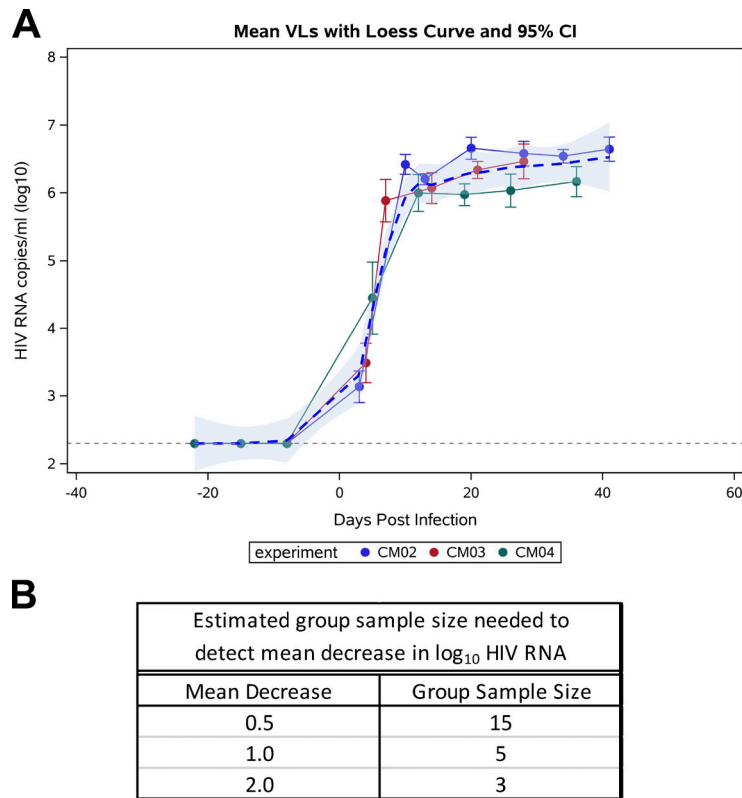 A
Mean VLs with Loess Curve and 95% CI
HIV RNA copies/ml (log10)
8
7
6
5
4
3
2
-40 -20 0 20 40 60
Days Post Infection
experiment CM02 CM03 CM04
B
Estimated group sample size needed to
detect mean decrease in log₁₀ HIV RNA
Mean Decrease Group Sample Size
0.5 15
1.0 5
2.0 3